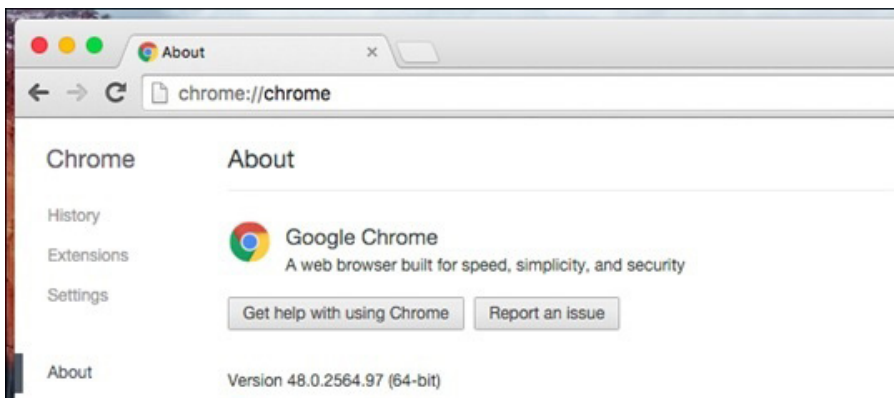 About
chrome://chrome
Chrome
About
History
Extensions
Settings
About
Google Chrome
A web browser built for speed, simplicity, and security
Get help with using Chrome
Report an issue
Version 48.0.2564.97 (64-bit)